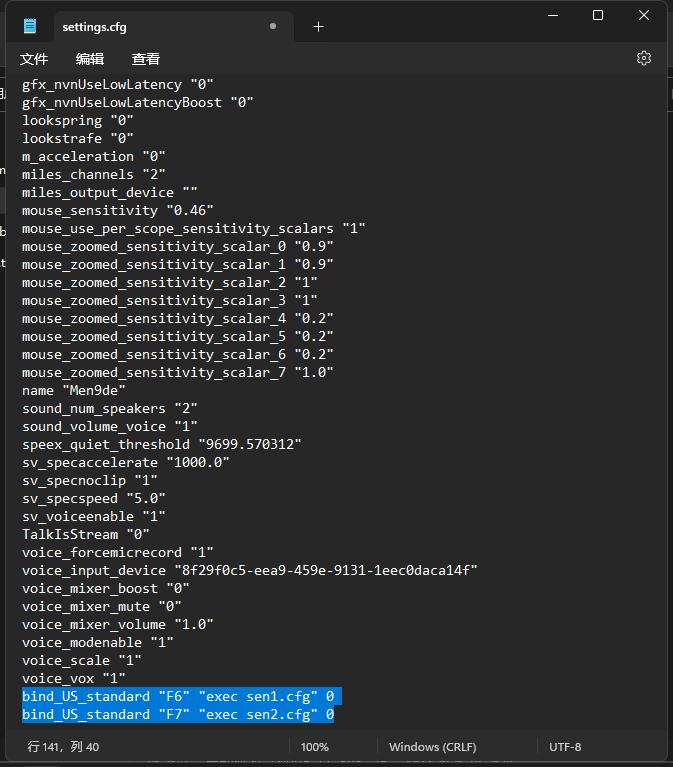 settings.cfg
文件 编辑 查看
gfx_nvnUseLowLatency "0"
gfx_nvnUseLowLatencyBoost "0"
lookspring "0"
lookstrafe "0"
m_acceleration "0"
miles_channels "2"
miles_output_device ""
mouse_sensitivity "0.46"
mouse_use_per_scope_sensitivity_scalars "1"
mouse_zoomed_sensitivity_scalar_0 "0.9"
mouse_zoomed_sensitivity_scalar_1 "0.9"
mouse_zoomed_sensitivity_scalar_2 "1"
mouse_zoomed_sensitivity_scalar_3 "1"
mouse_zoomed_sensitivity_scalar_4 "0.2"
mouse_zoomed_sensitivity_scalar_5 "0.2"
mouse_zoomed_sensitivity_scalar_6 "0.2"
mouse_zoomed_sensitivity_scalar_7 "1.0"
name "Men9de"
sound_num_speakers "2"
sound_volume_voice "1"
speex_quiet_threshold "9699.570312"
sv_specaccelerate "1000.0"
sv_specnoclip "1"
sv_specspeed "5.0"
sv_voiceenable "1"
TalkIsStream "0"
voice_forcemicrecord "1"
voice_input_device "8f29f0c5-eea9-459e-9131-1eec0daca14f"
voice_mixer_boost "0"
voice_mixer_mute "0"
voice_mixer_volume "1.0"
voice_modenable "1"
voice_scale "1"
voice_vox "1"
bind_US_standard "F6" "exec sen1.cfg" 0
bind_US_standard "F7" "exec sen2.cfg" 0
行 141，列 40 100% Windows (CRLF) UTF-8